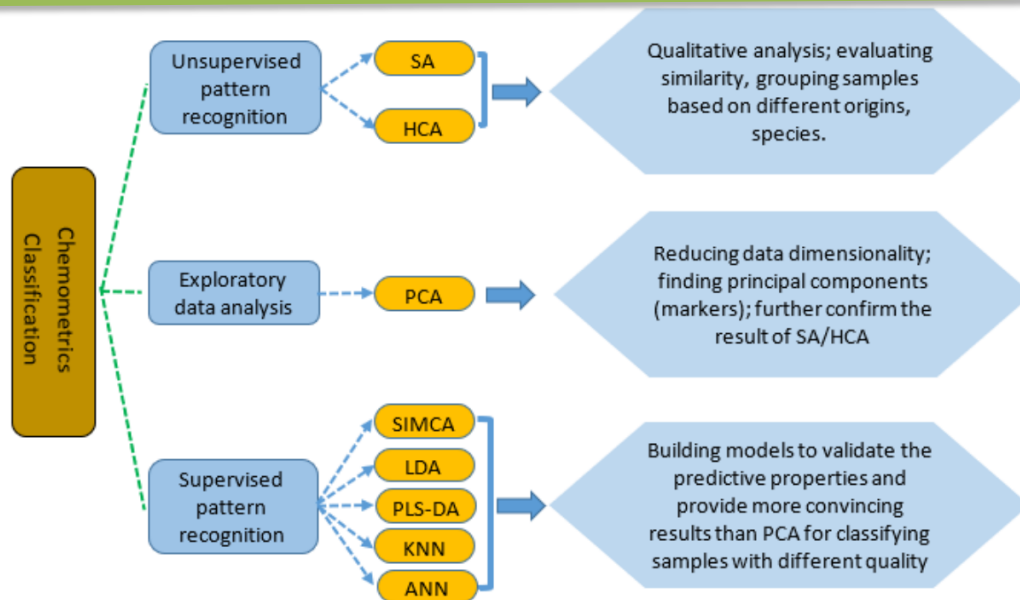 Chemometrics
Classification
Unsupervised
pattern
recognition
SA
HCA
Qualitative analysis; evaluating
similarity, grouping samples
based on different origins,
species.
Exploratory
data analysis
PCA
Reducing data dimensionality;
finding principal components
(markers); further confirm the
result of SA/HCA
Supervised
pattern
recognition
SIMCA
LDA
PLS-DA
KNN
ANN
Building models to validate the
predictive properties and
provide more convincing
results than PCA for classifying
samples with different quality